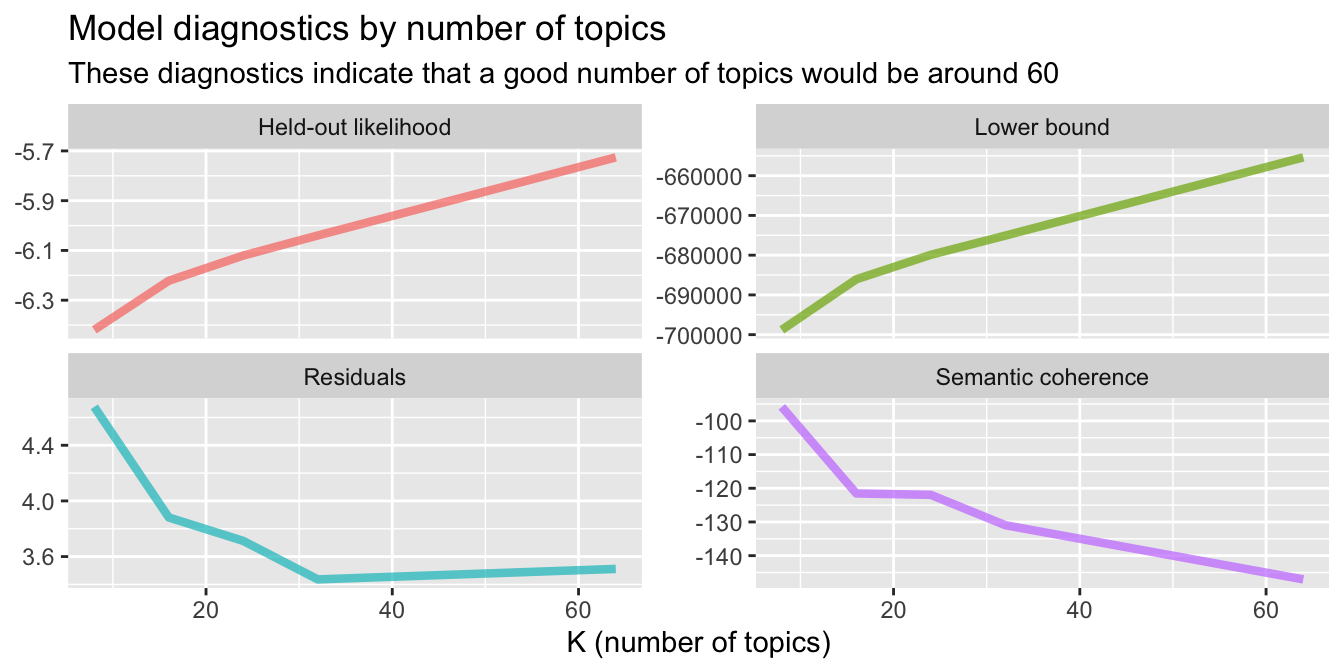 Model diagnostics by number of topics
These diagnostics indicate that a good number of topics would be around 60
Held-out likelihood
-5.7
-5.9
-6.1
-6.3
Lower bound
-660000
-670000
-680000
-690000
-700000
Residuals
4.4
4.0
3.6
20 40 60
Semantic coherence
-100
-110
-120
-130
-140
20 40 60
K (number of topics)